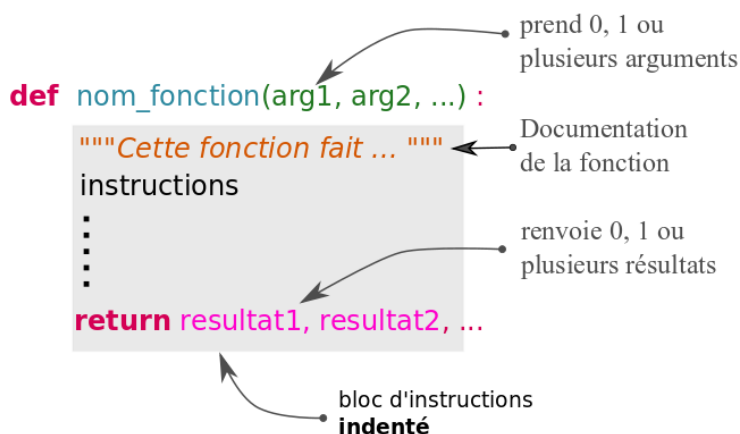 prend 0, 1 ou
plusieurs arguments
def nom_fonction(arg1, arg2, ...) :
"""Cette fonction fait ... """
Documentation
de la fonction
instructions
renvoie 0, 1 ou
plusieurs résultats
return resultat1, resultat2, ...
bloc d'instructions
indenté